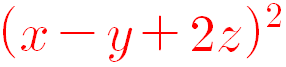 (x − y + 2z)²